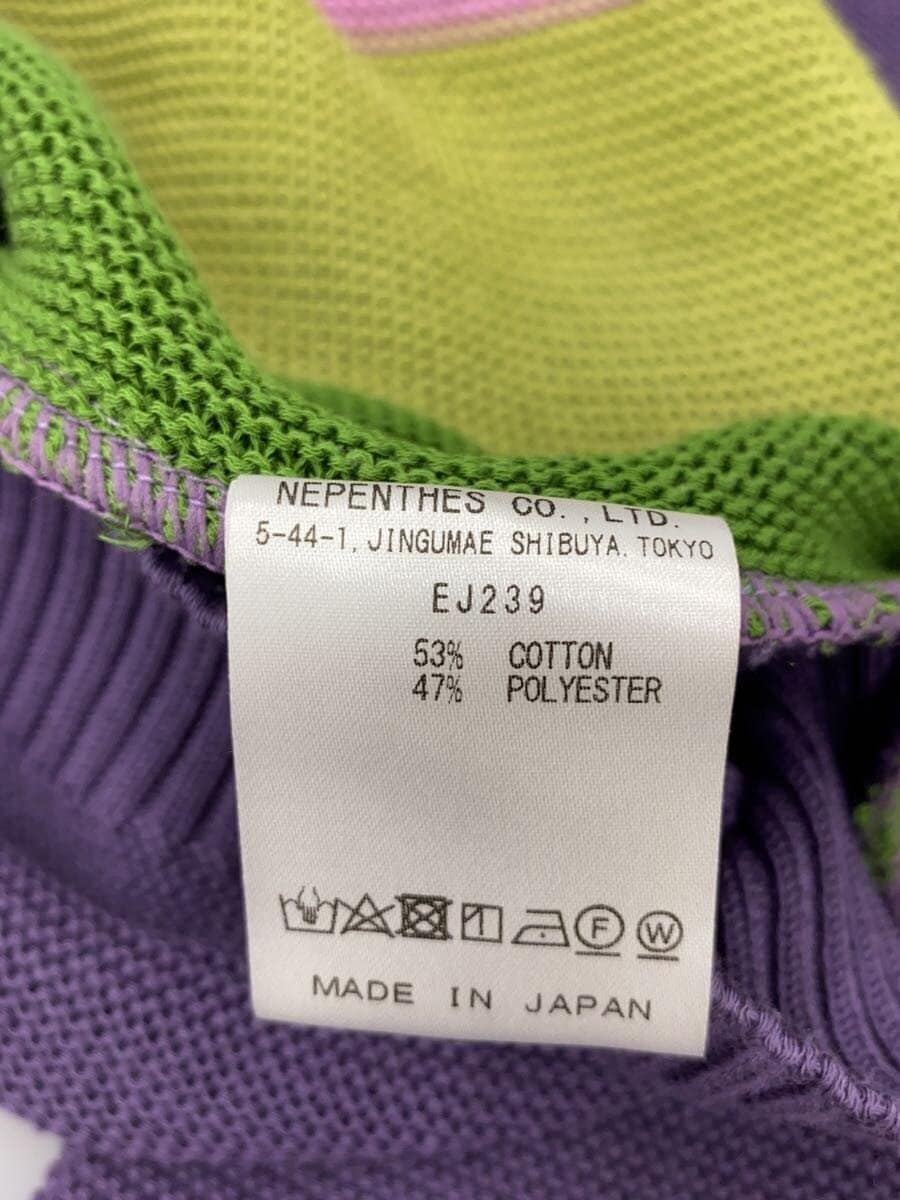 NEPENTHES CO.,LTD.
5-44-1, JINGUMAE SHIBUYA. TOKYO
EJ239
53% COTTON
47% POLYESTER
F W
MADE IN JAPAN